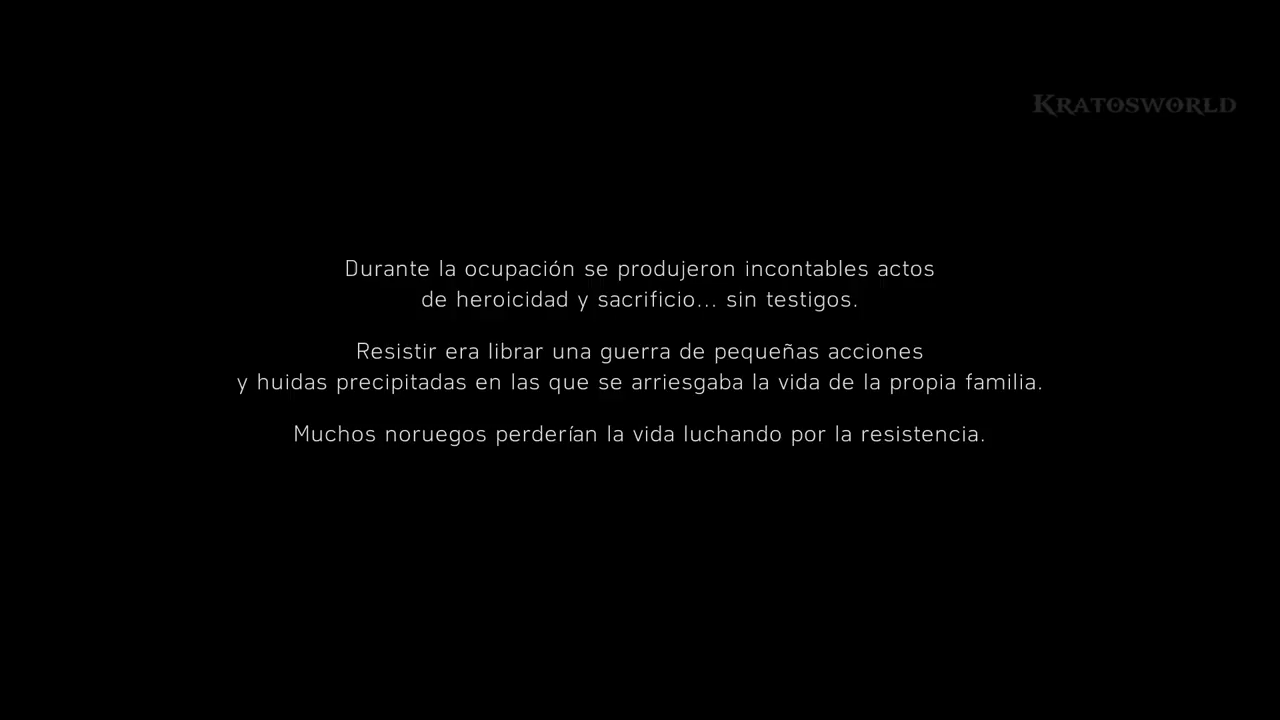 KRATOSWORLD
Durante la ocupación se produjeron incontables actos
de heroicidad y sacrificio... sin testigos.
Resistir era librar una guerra de pequeñas acciones
y huidas precipitadas en las que se arriesgaba la vida de la propia familia.
Muchos noruegos perderían la vida luchando por la resistencia.